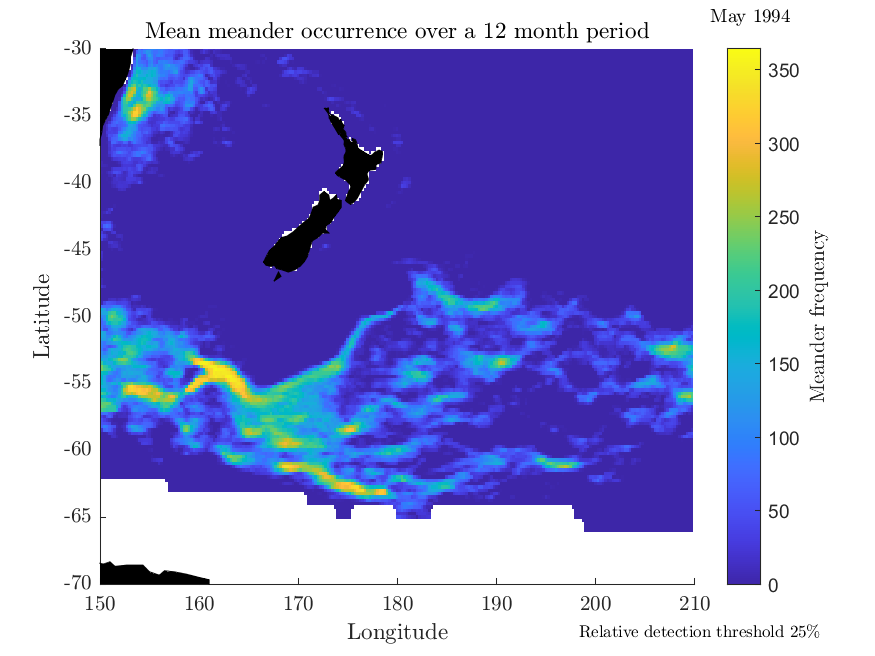 May 1994
Mean meander occurrence over a 12 month period
-30
-35
-40
-45
-50
-55
-60
-65
-70
Latitude
150 160 170 180 190 200 210
Longitude
350
300
250
200
150
100
50
0
Meander frequency
Relative detection threshold 25%